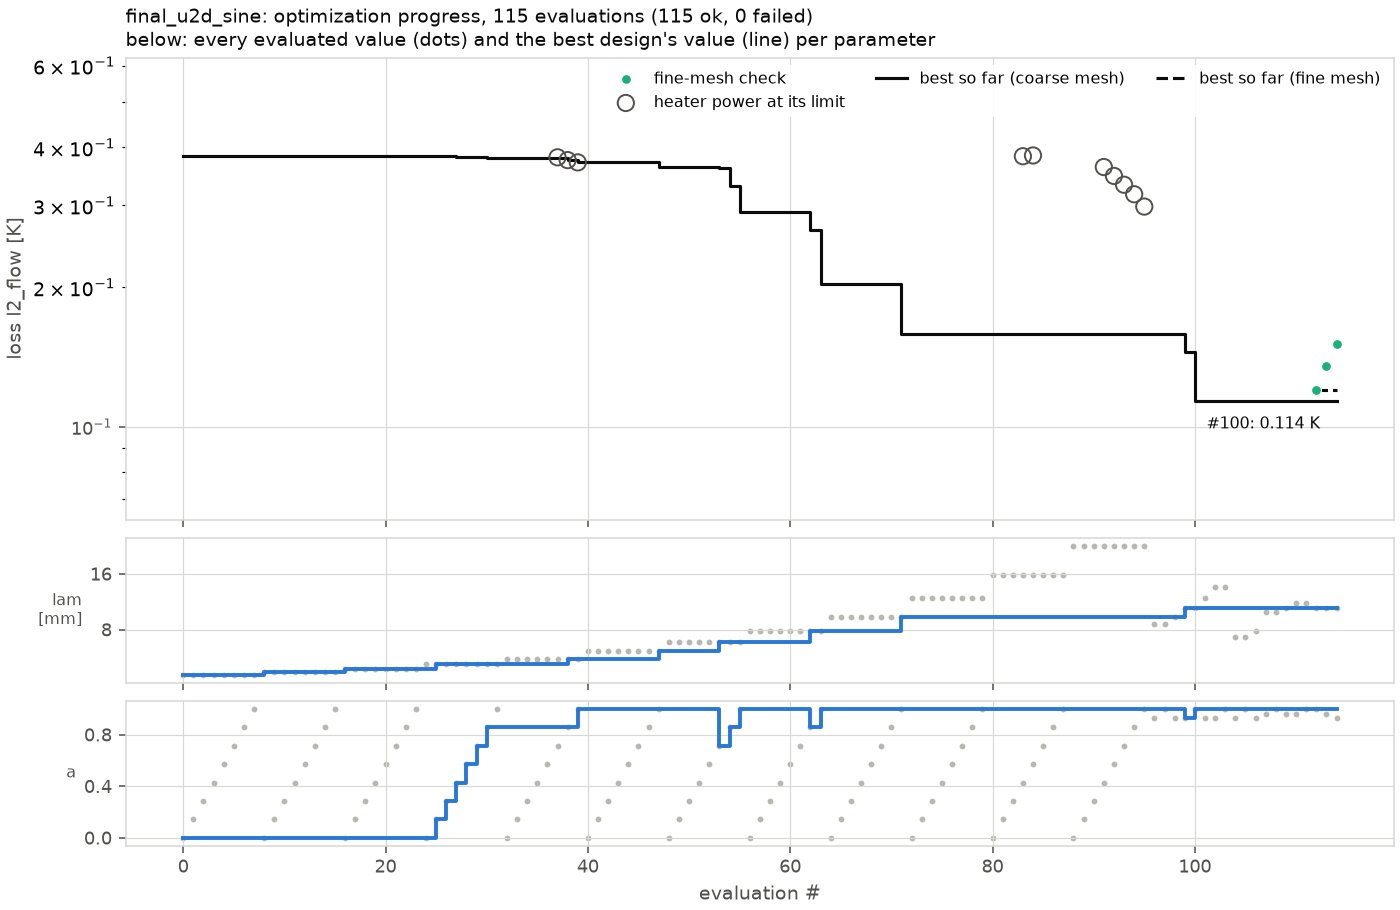 final_u2d_sine: optimization progress, 115 evaluations (115 ok, 0 failed)
below: every evaluated value (dots) and the best design's value (line) per parameter
fine-mesh check
heater power at its limit
best so far (coarse mesh)
best so far (fine mesh)
loss l2_flow [K]
6 × 10⁻¹
4 × 10⁻¹
3 × 10⁻¹
2 × 10⁻¹
10⁻¹
#100: 0.114 K
lam
[mm]
16
8
a
0.8
0.4
0.0
0 20 40 60 80 100
evaluation #